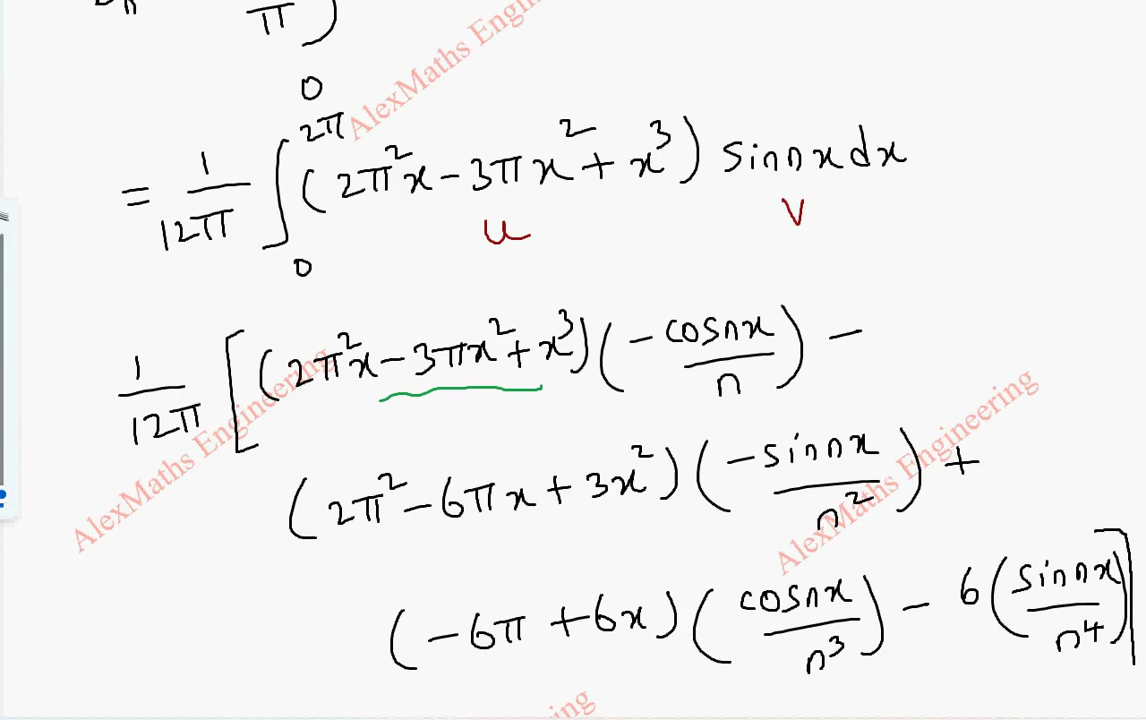 π )
0
= 1/12π ∫₀^2π (2π²x - 3πx² + x³) sin nx dx
u v
1/12π [ (2π²x - 3πx² + x³) ( -cos nx / n ) -
(2π² - 6πx + 3x²) ( -sin nx / n² ) +
(-6π + 6x) ( cos nx / n³ ) - 6 ( sin nx / n⁴ ) ]
AlexMaths Engineering
AlexMaths Engineering
AlexMaths Engineering